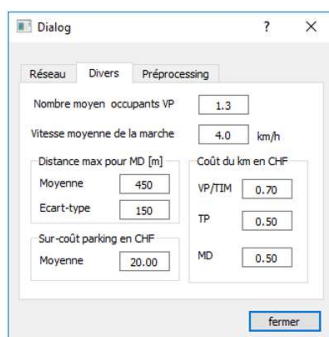 Dialog ? X
Réseau Divers Préprocessing
Nombre moyen occupants VP 1.3
Vitesse moyenne de la marche 4.0 km/h
Distance max pour MD [m]
Moyenne 450
Ecart-type 150
Sur-coût parking en CHF
Moyenne 20.00
Coût du km en CHF
VP/TIM 0.70
TP 0.50
MD 0.50
fermer